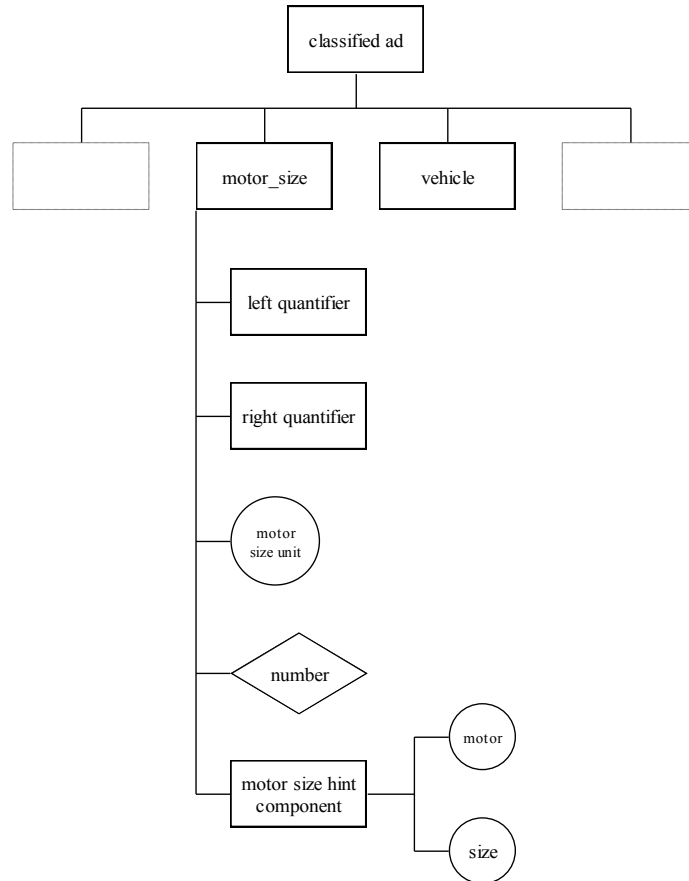 classified ad
motor_size
vehicle
left quantifier
right quantifier
motor
size unit
number
motor size hint
component
motor
size